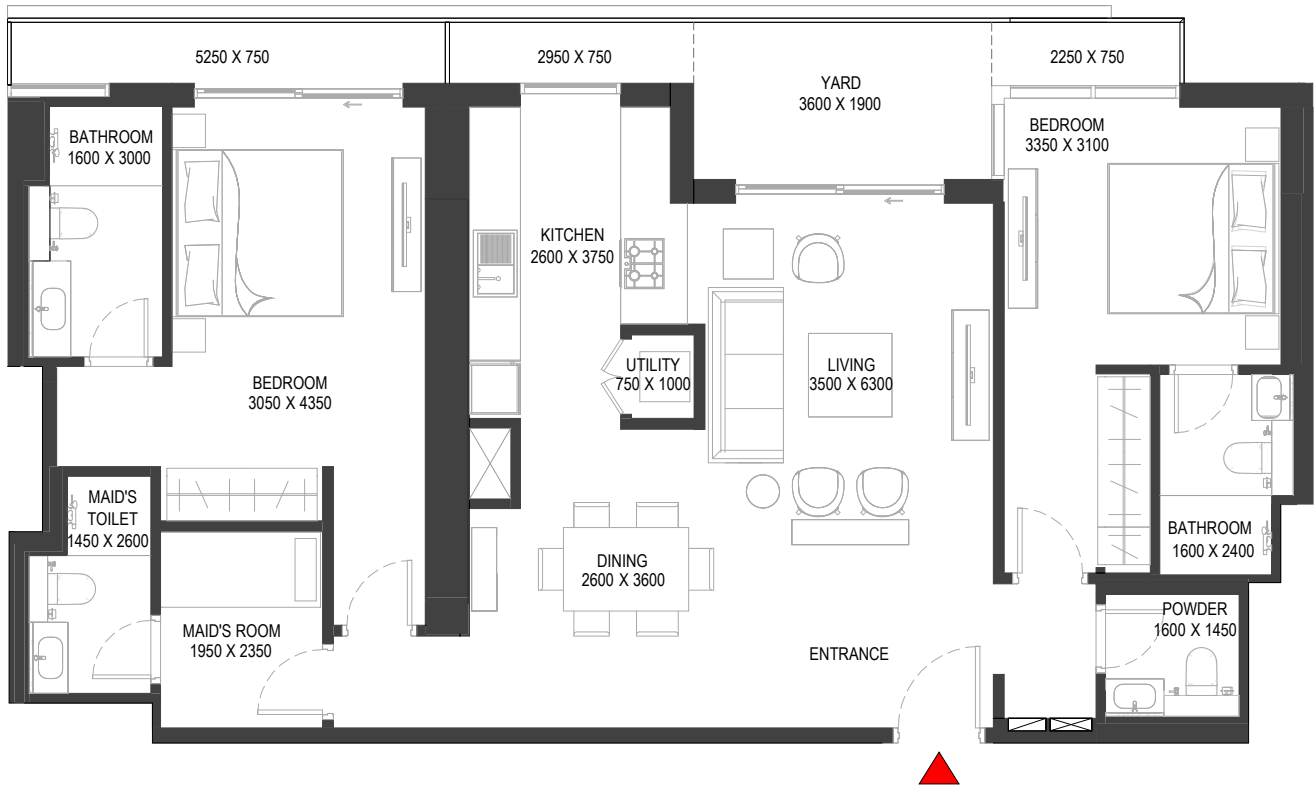 5250 X 750
2950 X 750
YARD
3600 X 1900
2250 X 750
BATHROOM
1600 X 3000
BEDROOM
3350 X 3100
KITCHEN
2600 X 3750
UTILITY
750 X 1000
LIVING
3500 X 6300
BEDROOM
3050 X 4350
MAID'S
TOILET
1450 X 2600
DINING
2600 X 3600
BATHROOM
1600 X 2400
MAID'S ROOM
1950 X 2350
POWDER
1600 X 1450
ENTRANCE